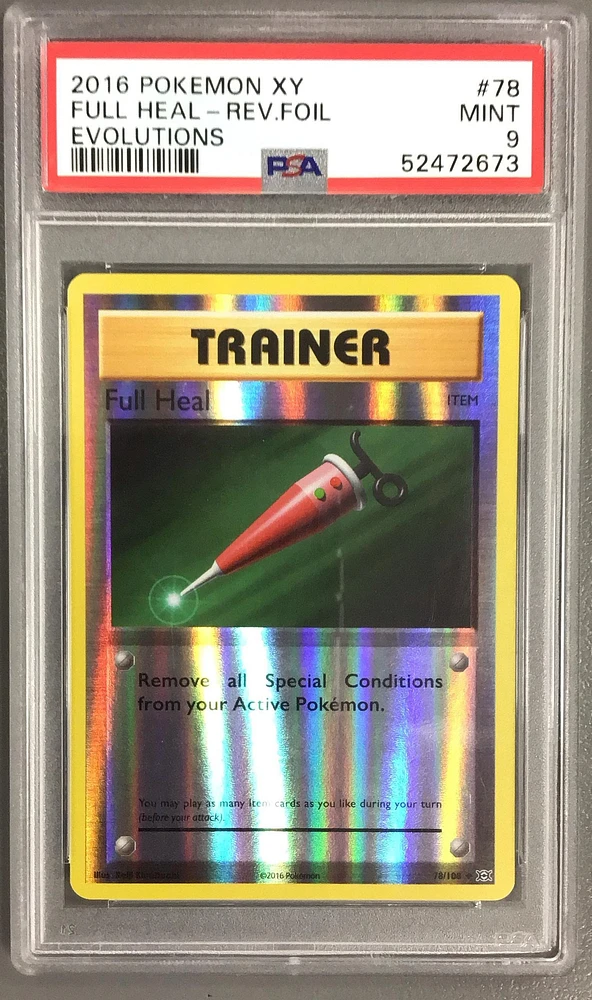 2016 POKEMON XY #78
FULL HEAL - REV.FOIL MINT
EVOLUTIONS 9
PSA 52472673
TRAINER
Full Heal ITEM
Remove all Special Conditions
from your Active Pokémon.
You may play as many Item cards as you like during your turn
(before your attack).
Illus. ©2016 Pokémon 78/108